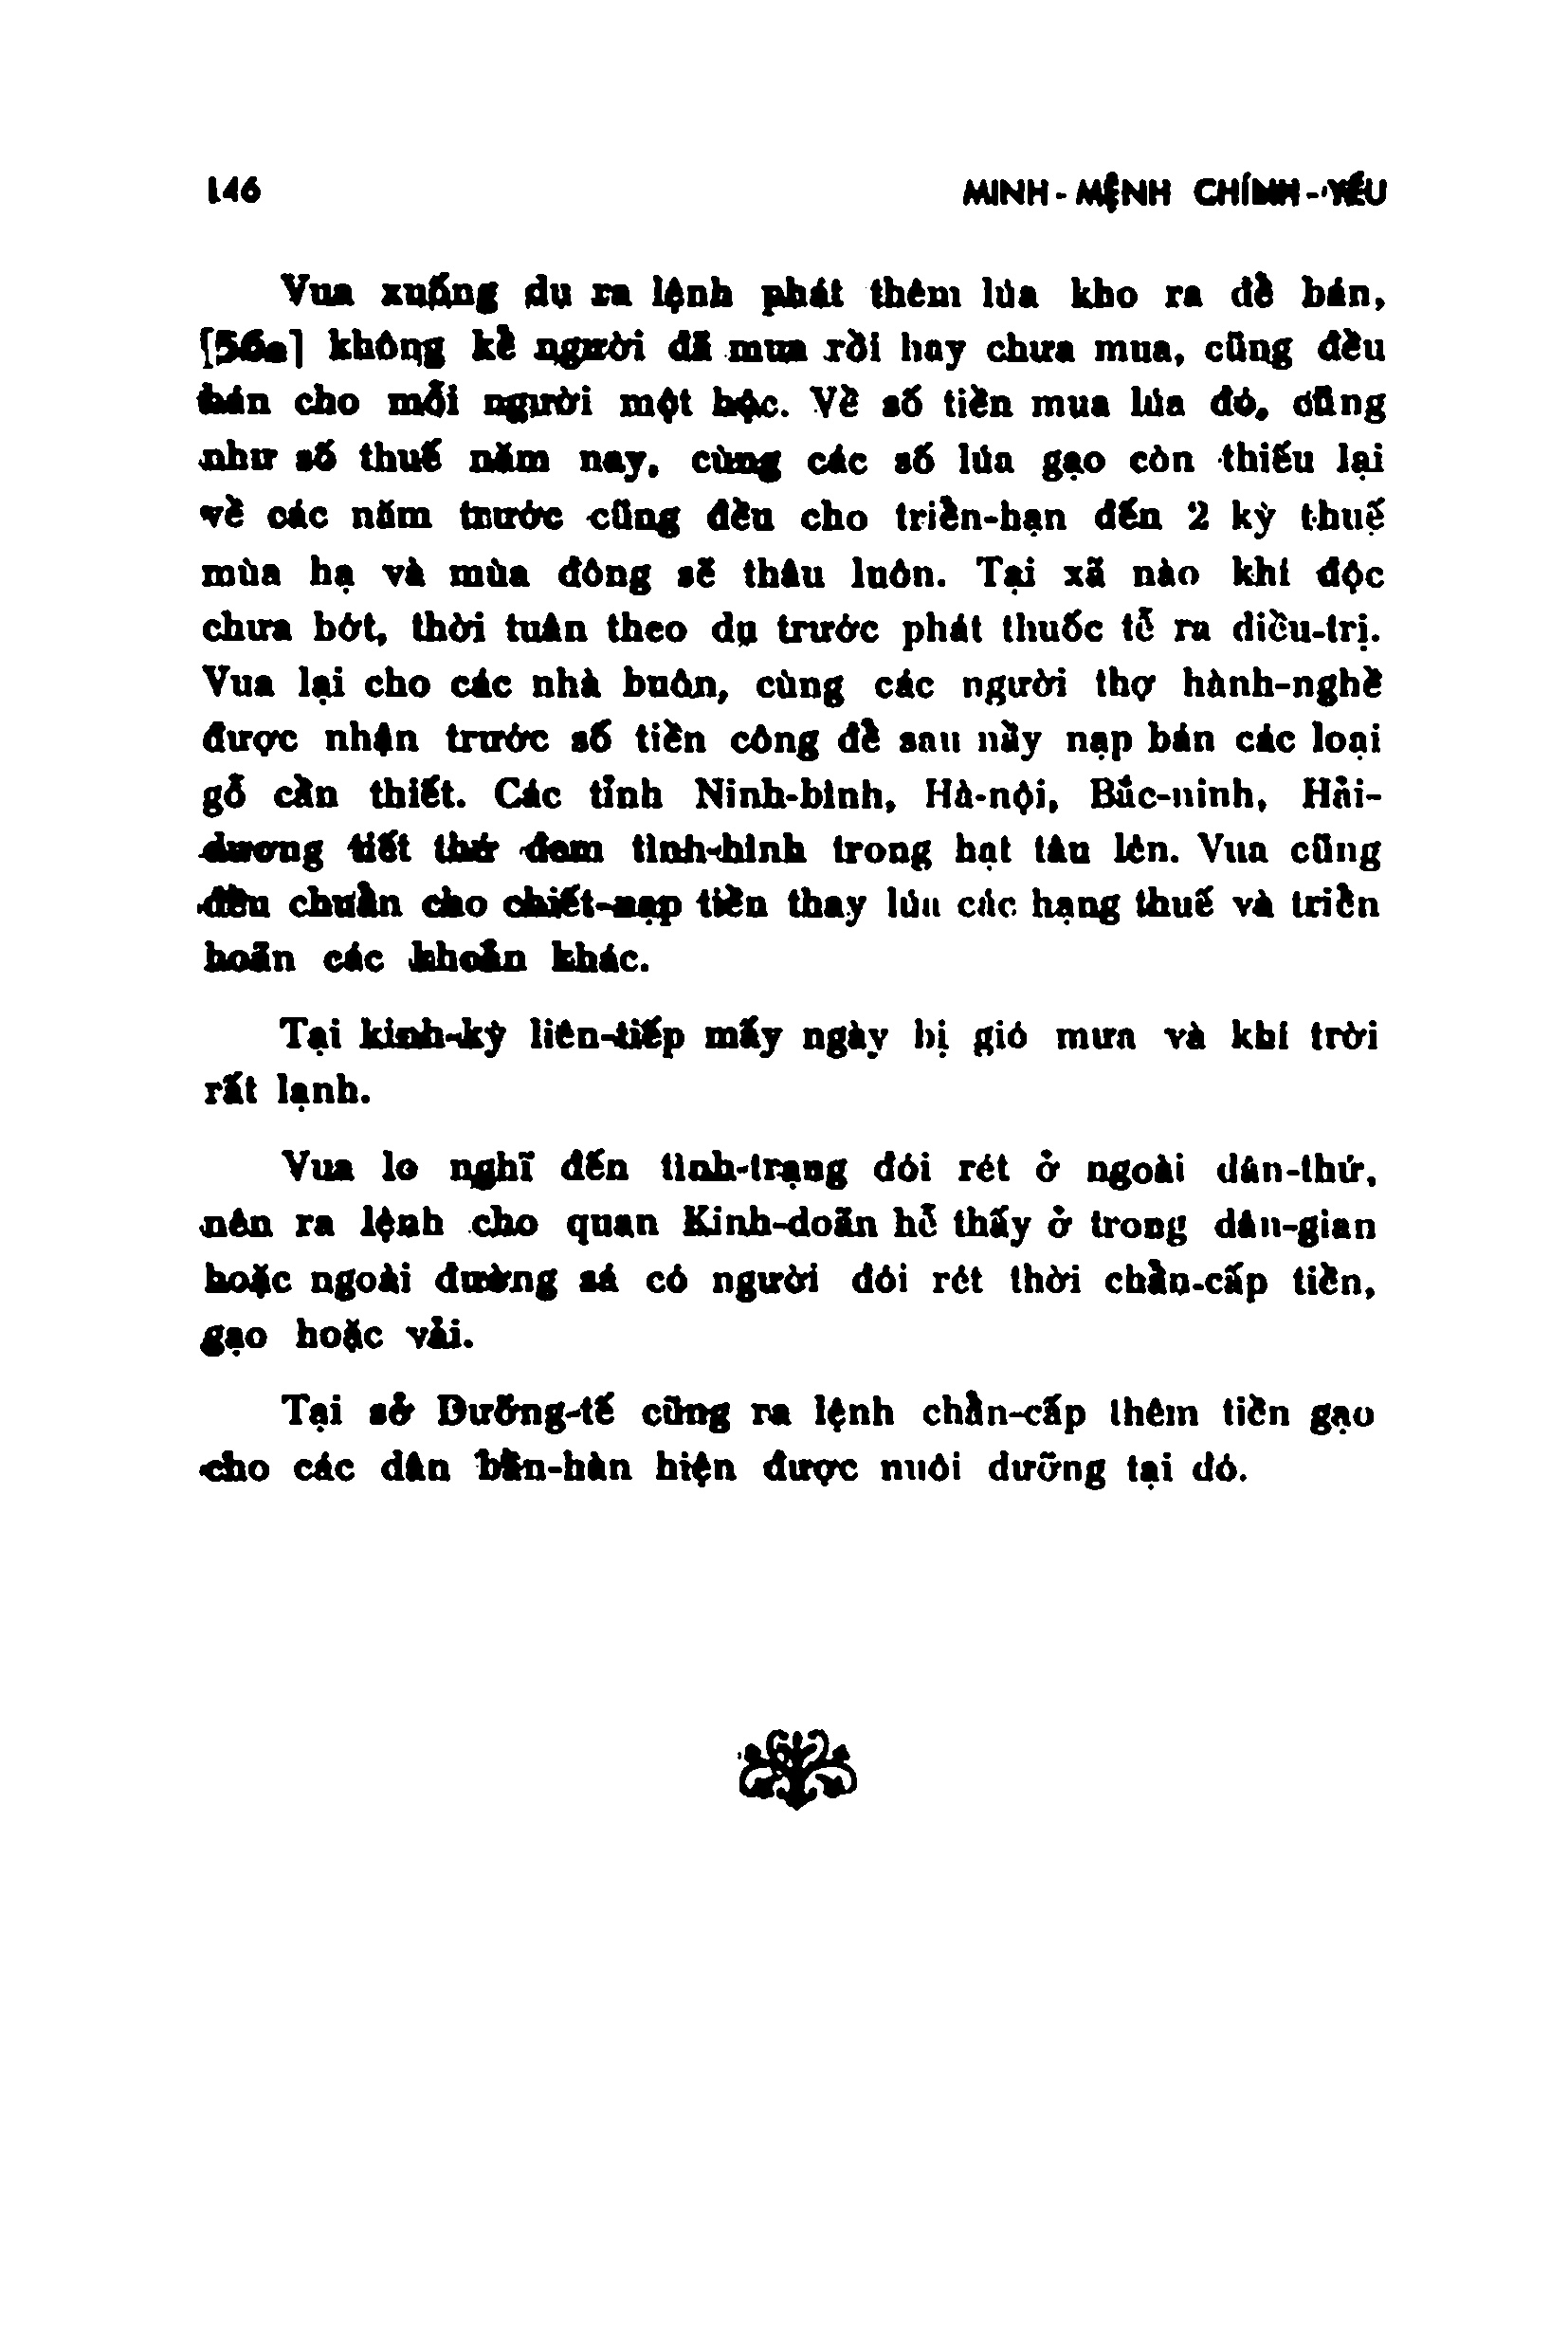 146
MINH-MỆNH CHÍNH-YẾU
Vua xuống dụ ra lệnh phát thêm lúa kho ra để bán,
[56a] không kể người đã mua rồi hay chưa mua, cũng đều
bán cho mỗi người một hộc. Về số tiền mua lúa đó, cũng
như số thuế năm nay, cùng các số lúa gạo còn thiếu lại
về các năm trước cũng đều cho triền-hạn đến 2 kỳ thuế
mùa hạ và mùa đông sẽ thâu luôn. Tại xã nào khí độc
chưa bớt, thời tuân theo dụ trước phát thuốc tễ ra điều-trị.
Vua lại cho các nhà buôn, cùng các người thợ hành-nghề
được nhận trước số tiền công để sau nầy nạp bán các loại
gỗ cần thiết. Các tỉnh Ninh-bình, Hà-nội, Bắc-ninh, Hải-
dương tiết thứ đem tình-hình trong hạt tâu lên. Vua cũng
đều chuẩn cho chiết-nạp tiền thay lúa các hạng thuế và triền
hoãn các khoản khác.
Tại kinh-kỳ liên-tiếp mấy ngày bị gió mưa và khí trời
rất lạnh.
Vua lo nghĩ đến tình-trạng đói rét ở ngoài dân-thứ,
nên ra lệnh cho quan Kinh-doãn hễ thấy ở trong dân-gian
hoặc ngoài đường sá có người đói rét thời chẩn-cấp tiền,
gạo hoặc vải.
Tại sở Dưỡng-tế cũng ra lệnh chẩn-cấp thêm tiền gạo
cho các dân bần-hàn hiện được nuôi dưỡng tại đó.